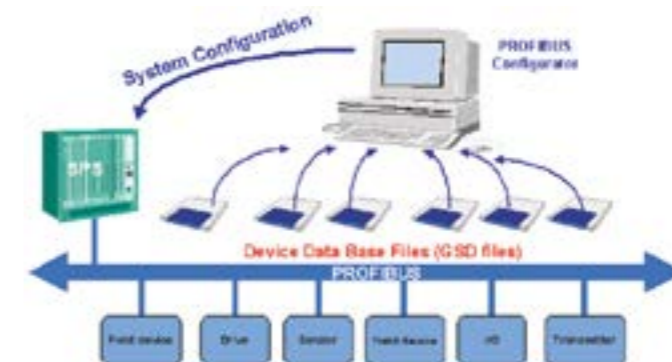 System Configuration
PROFIBUS
Configurator
SPS
Device Data Base Files (GSD files)
PROFIBUS
Field device
Drive
Sensor
Field device
I/O
Transmitter